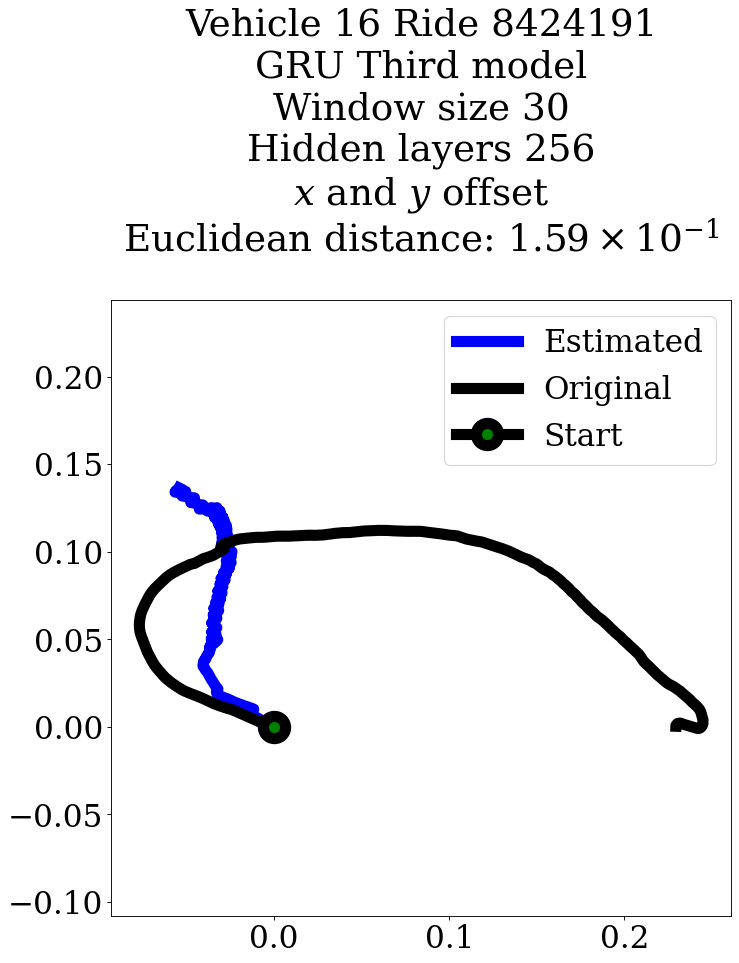 Vehicle 16 Ride 8424191
GRU Third model
Window size 30
Hidden layers 256
x and y offset
Euclidean distance: 1.59 × 10⁻¹
Estimated
Original
Start
0.20
0.15
0.10
0.05
0.00
−0.05
−0.10
0.0 0.1 0.2